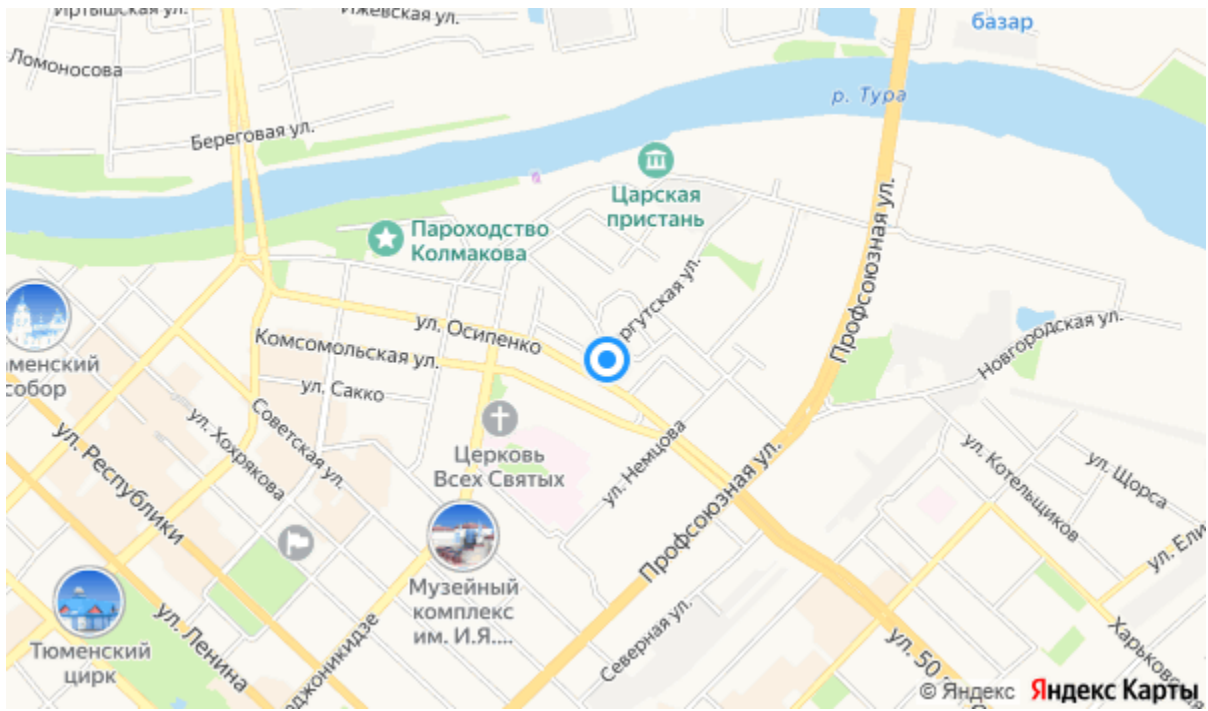 Иртышская ул.
Ижевская ул.
базар
Ломоносова
р. Тура
Береговая ул.
Царская
пристань
Пароходство
Колмакова
Профсоюзная ул.
ргутская ул.
ул. Осипенко
Новгородская ул.
Комсомольская ул.
менский
собор
ул. Сакко
Советская ул.
ул. Хохрякова
ул. Республики
Церковь
Всех Святых
ул. Немцова
ул. Котельщиков
ул. Щорса
Профсоюзная ул.
ул. Ели
Музейный
комплекс
им. И.Я....
Тюменский
цирк
ул. Ленина
еджоникидзе
Северная ул.
Харьковская
ул. 50
© Яндекс Яндекс Карты